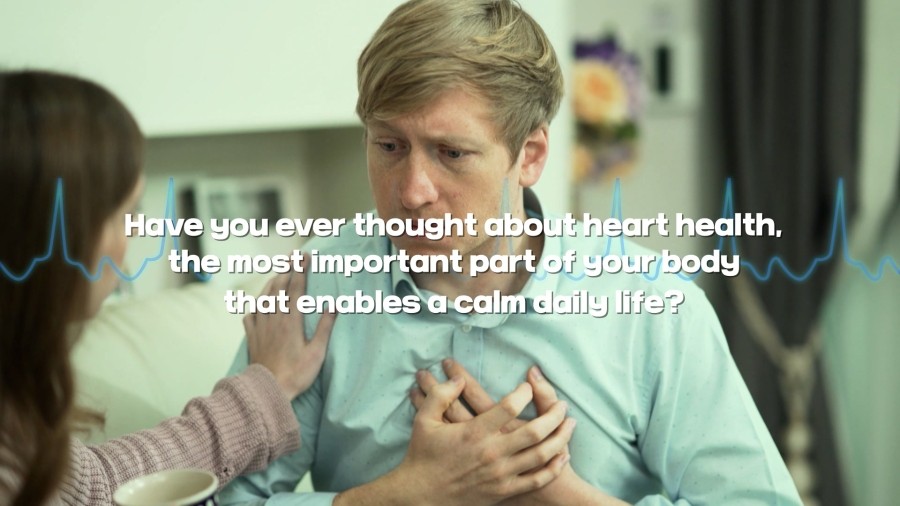 Have you ever thought about heart health,
the most important part of your body
that enables a calm daily life?